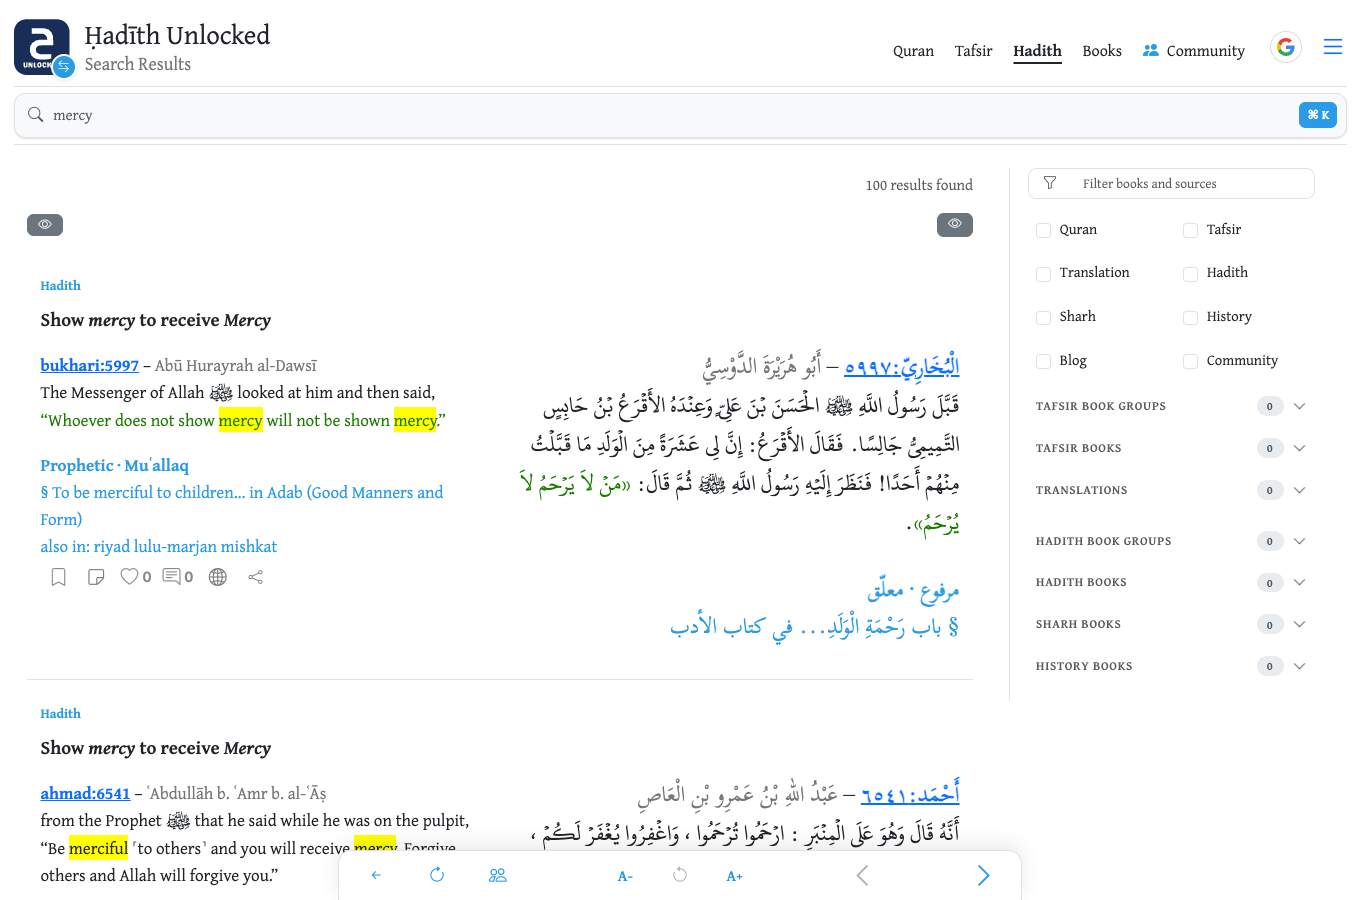 Ḥadīth Unlocked
Search Results
Quran
Tafsir
Hadith
Books
Community
mercy
⌘ K
100 results found
Filter books and sources
Quran
Tafsir
Translation
Hadith
Sharh
History
Blog
Community
TAFSIR BOOK GROUPS 0
TAFSIR BOOKS 0
TRANSLATIONS 0
HADITH BOOK GROUPS 0
HADITH BOOKS 0
SHARH BOOKS 0
HISTORY BOOKS 0
Hadith
Show mercy to receive Mercy
bukhari:5997 – Abū Hurayrah al-Dawsī
The Messenger of Allah ﷺ looked at him and then said,
“Whoever does not show mercy will not be shown mercy.”
Prophetic · Muʿallaq
§ To be merciful to children... in Adab (Good Manners and
Form)
also in: riyad lulu-marjan mishkat
0 0
الْبُخَارِيّ:٥٩٩٧ – أَبُو هُرَيْرَةَ الدَّوْسِيُّ
قَبَّلَ رَسُولُ اللَّهِ ﷺ الْحَسَنَ بْنَ عَلِيٍّ وَعِنْدَهُ الأَقْرَعُ بْنُ حَابِسٍ
التَّمِيمِيُّ جَالِسًا. فَقَالَ الأَقْرَعُ: إِنَّ لِي عَشَرَةً مِنَ الْوَلَدِ مَا قَبَّلْتُ
مِنْهُمْ أَحَدًا! فَنَظَرَ إِلَيْهِ رَسُولُ اللَّهِ ﷺ ثُمَّ قَالَ: «مَنْ لاَ يَرْحَمُ لاَ
يُرْحَمُ».
مرفوع · معلّق
§ باب رَحْمَةِ الْوَلَدِ... في كتاب الأدب
Hadith
Show mercy to receive Mercy
ahmad:6541 – ʿAbdullāh b. ʿAmr b. al-ʿĀṣ
from the Prophet ﷺ that he said while he was on the pulpit,
“Be merciful ˹to others˺ and you will receive mercy. Forgive
others and Allah will forgive you.”
أَحْمَد:٦٥٤١ – عَبْدُ اللهِ بْنُ عَمْرِو بْنِ الْعَاصِ
أَنَّهُ قَالَ وَهُوَ عَلَى الْمِنْبَرِ : ارْحَمُوا تُرْحَمُوا ، وَاغْفِرُوا يُغْفَرْ لَكُمْ ،
A-
A+